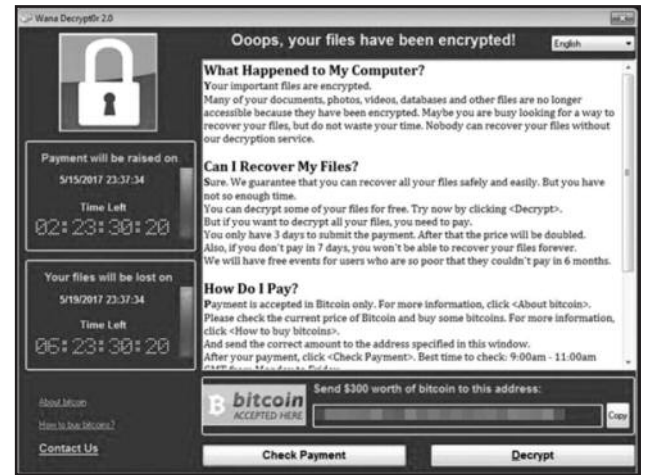 Wana Decrypt0r 2.0
Ooops, your files have been encrypted!
English
What Happened to My Computer?
Your important files are encrypted.
Many of your documents, photos, videos, databases and other files are no longer
accessible because they have been encrypted. Maybe you are busy looking for a way to
recover your files, but do not waste your time. Nobody can recover your files without
our decryption service.
Can I Recover My Files?
Sure. We guarantee that you can recover all your files safely and easily. But you have
not so enough time.
You can decrypt some of your files for free. Try now by clicking <Decrypt>.
But if you want to decrypt all your files, you need to pay.
You only have 3 days to submit the payment. After that the price will be doubled.
Also, if you don't pay in 7 days, you won't be able to recover your files forever.
We will have free events for users who are so poor that they couldn't pay in 6 months.
How Do I Pay?
Payment is accepted in Bitcoin only. For more information, click <About bitcoin>.
Please check the current price of Bitcoin and buy some bitcoins. For more information,
click <How to buy bitcoins>.
And send the correct amount to the address specified in this window.
After your payment, click <Check Payment>. Best time to check: 9:00am - 11:00am
GMT from Monday to Friday.
Payment will be raised on
5/15/2017 23:37:34
Time Left
02:23:30:20
Your files will be lost on
5/19/2017 23:37:34
Time Left
06:23:30:20
About bitcoin
How to buy bitcoins?
Contact Us
B bitcoin
ACCEPTED HERE
Send $300 worth of bitcoin to this address:
Copy
Check Payment
Decrypt